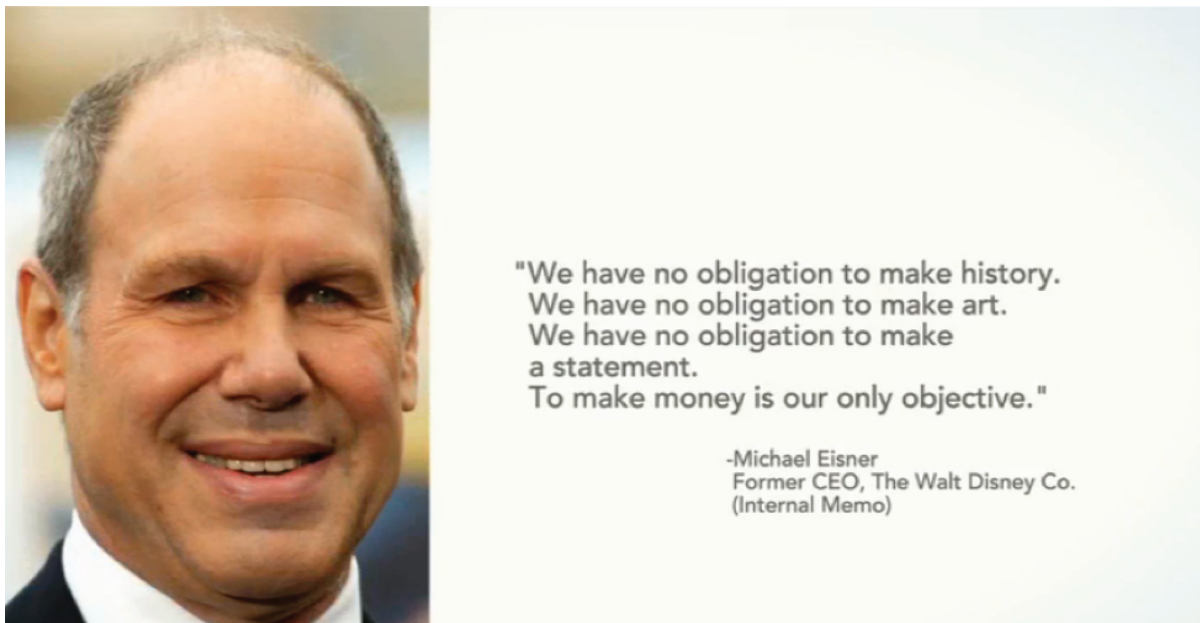 "We have no obligation to make history.
We have no obligation to make art.
We have no obligation to make
a statement.
To make money is our only objective."
-Michael Eisner
Former CEO, The Walt Disney Co.
(Internal Memo)